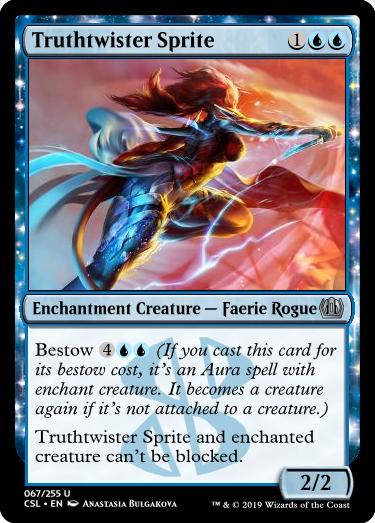 Truthtwister Sprite 1
Enchantment Creature — Faerie Rogue
Bestow 4 (If you cast this card for
its bestow cost, it's an Aura spell with
enchant creature. It becomes a creature
again if it's not attached to a creature.)
Truthtwister Sprite and enchanted
creature can't be blocked.
2/2
067/255 U
CSL • EN Anastasia Bulgakova ™ & © 2019 Wizards of the Coast